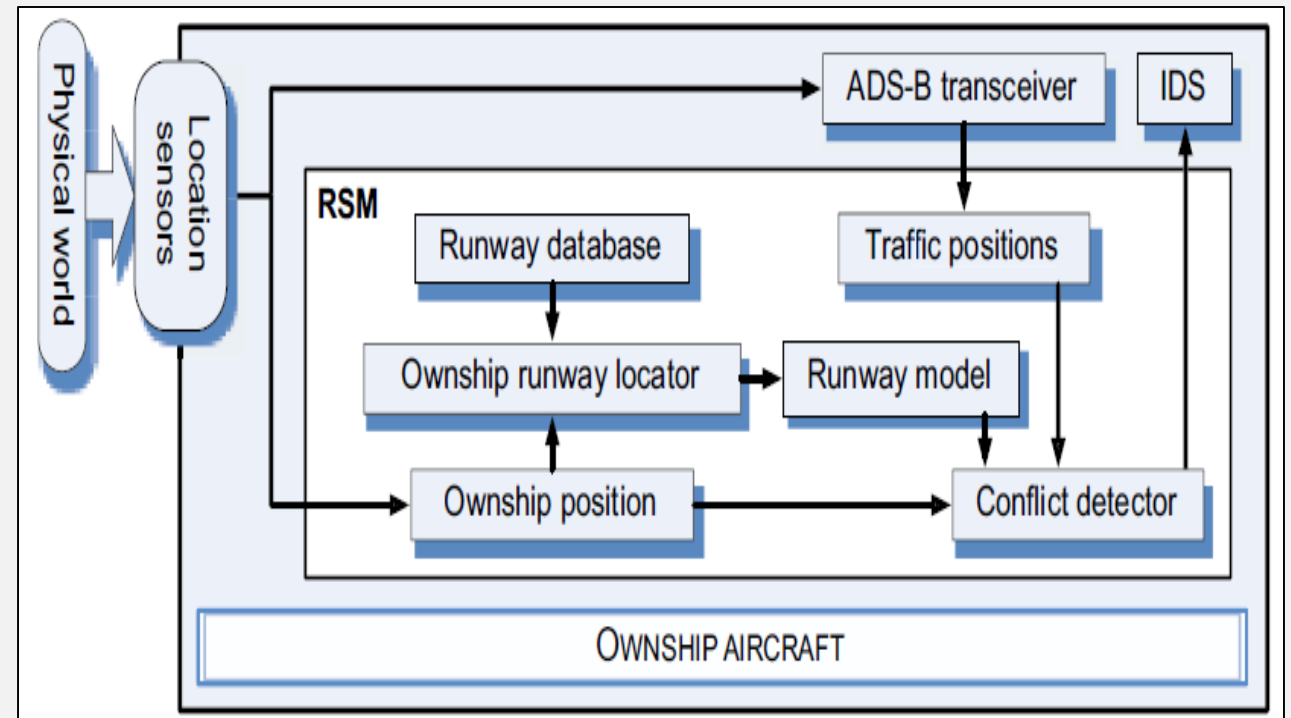 Physical world
Location
sensors
ADS-B transceiver
IDS
RSM
Runway database
Traffic positions
Ownship runway locator
Runway model
Ownship position
Conflict detector
OWNSHIP AIRCRAFT